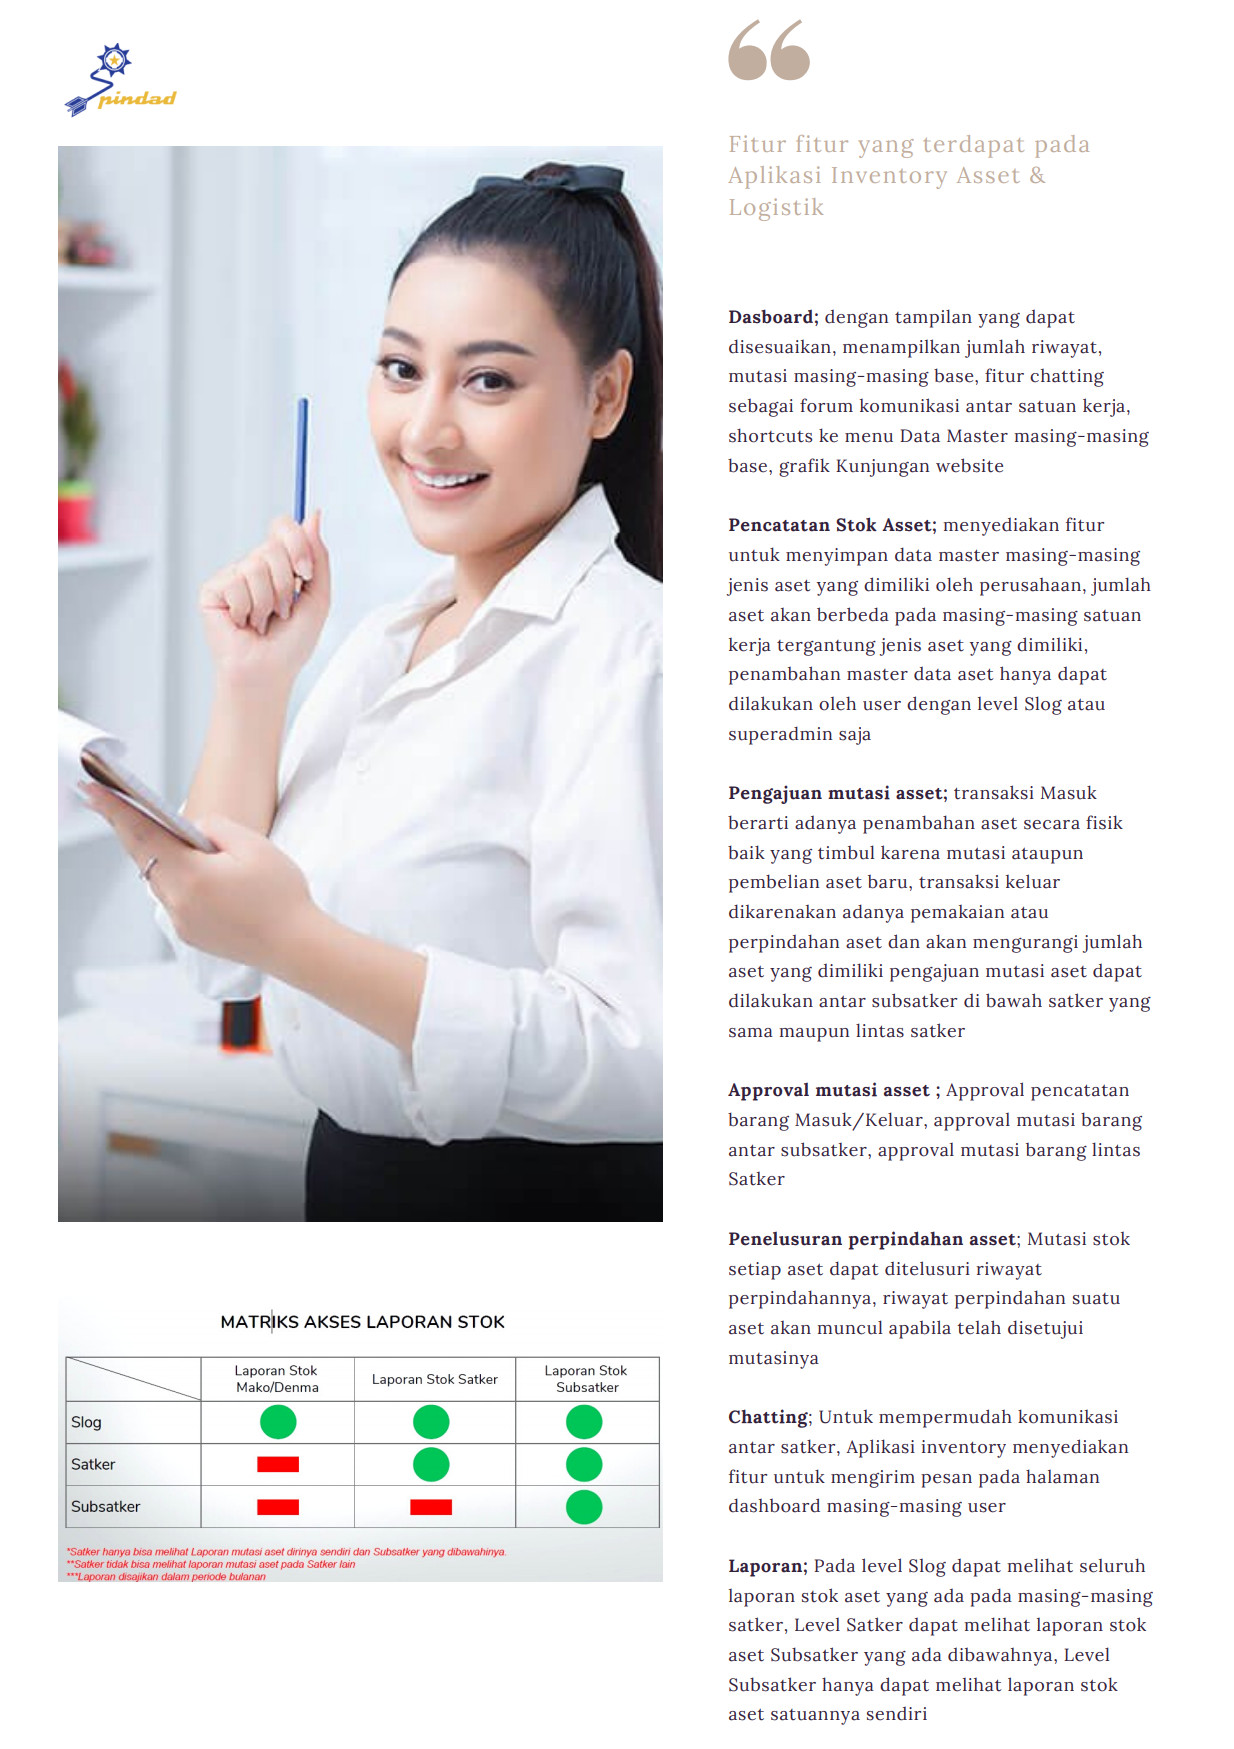 pindad
Fitur fitur yang terdapat pada
Aplikasi Inventory Asset &
Logistik
Dasboard; dengan tampilan yang dapat
disesuaikan, menampilkan jumlah riwayat,
mutasi masing-masing base, fitur chatting
sebagai forum komunikasi antar satuan kerja,
shortcuts ke menu Data Master masing-masing
base, grafik Kunjungan website
Pencatatan Stok Asset; menyediakan fitur
untuk menyimpan data master masing-masing
jenis aset yang dimiliki oleh perusahaan, jumlah
aset akan berbeda pada masing-masing satuan
kerja tergantung jenis aset yang dimiliki,
penambahan master data aset hanya dapat
dilakukan oleh user dengan level Slog atau
superadmin saja
Pengajuan mutasi asset; transaksi Masuk
berarti adanya penambahan aset secara fisik
baik yang timbul karena mutasi ataupun
pembelian aset baru, transaksi keluar
dikarenakan adanya pemakaian atau
perpindahan aset dan akan mengurangi jumlah
aset yang dimiliki pengajuan mutasi aset dapat
dilakukan antar subsatker di bawah satker yang
sama maupun lintas satker
Approval mutasi asset ; Approval pencatatan
barang Masuk/Keluar, approval mutasi barang
antar subsatker, approval mutasi barang lintas
Satker
Penelusuran perpindahan asset; Mutasi stok
setiap aset dapat ditelusuri riwayat
perpindahannya, riwayat perpindahan suatu
aset akan muncul apabila telah disetujui
mutasinya
Chatting; Untuk mempermudah komunikasi
antar satker, Aplikasi inventory menyediakan
fitur untuk mengirim pesan pada halaman
dashboard masing-masing user
Laporan; Pada level Slog dapat melihat seluruh
laporan stok aset yang ada pada masing-masing
satker, Level Satker dapat melihat laporan stok
aset Subsatker yang ada dibawahnya, Level
Subsatker hanya dapat melihat laporan stok
aset satuannya sendiri
MATRIKS AKSES LAPORAN STOK
Laporan Stok
Mako/Denma
Laporan Stok Satker
Laporan Stok
Subsatker
Slog
Satker
Subsatker
*Satker hanya bisa melihat Laporan mutasi aset dirinya sendiri dan Subsatker yang dibawahinya.
**Satker tidak bisa melihat laporan mutasi aset pada Satker lain
***Laporan disajikan dalam periode bulanan